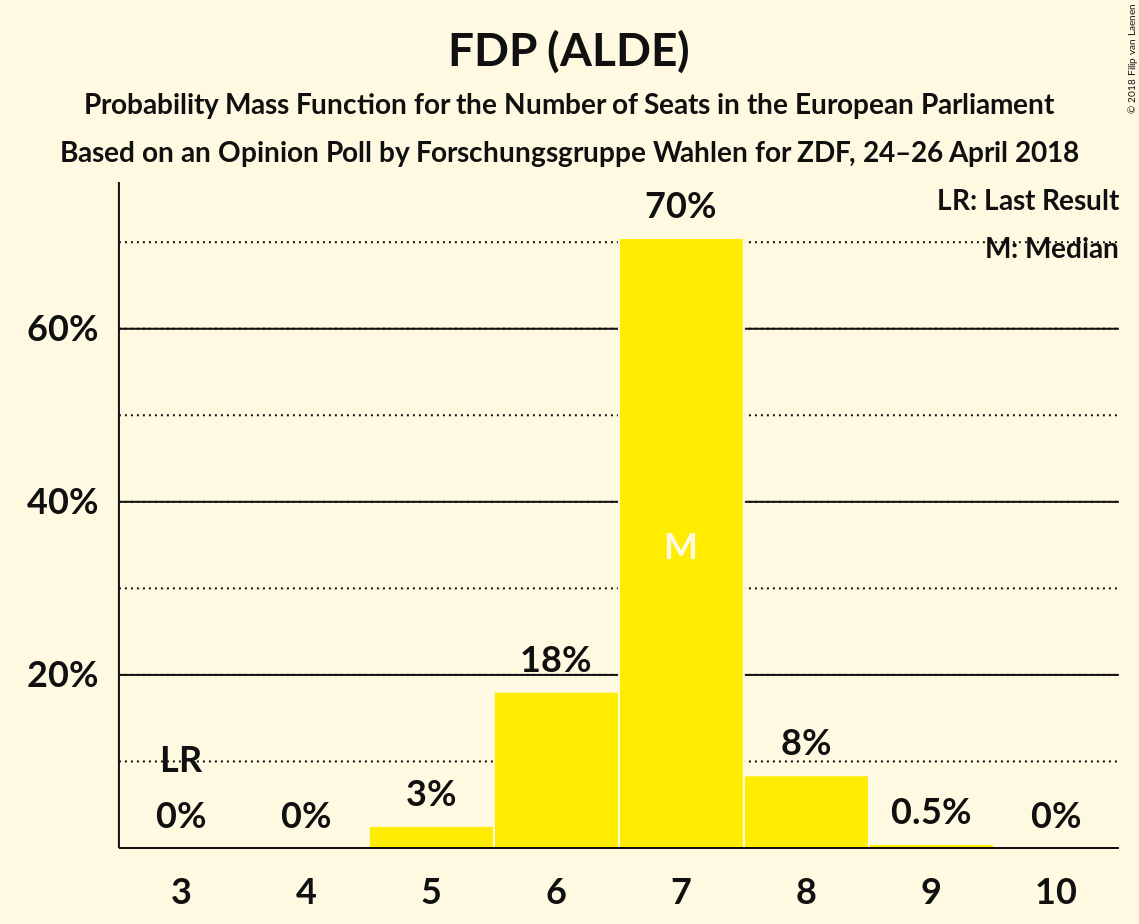 FDP (ALDE)
Probability Mass Function for the Number of Seats in the European Parliament
Based on an Opinion Poll by Forschungsgruppe Wahlen for ZDF, 24–26 April 2018
© 2018 Filip van Laenen
LR: Last Result
M: Median
70%
60%
40%
M
18%
20%
8%
LR
3%
0.5%
0% 0% 0%
3 4 5 6 7 8 9 10